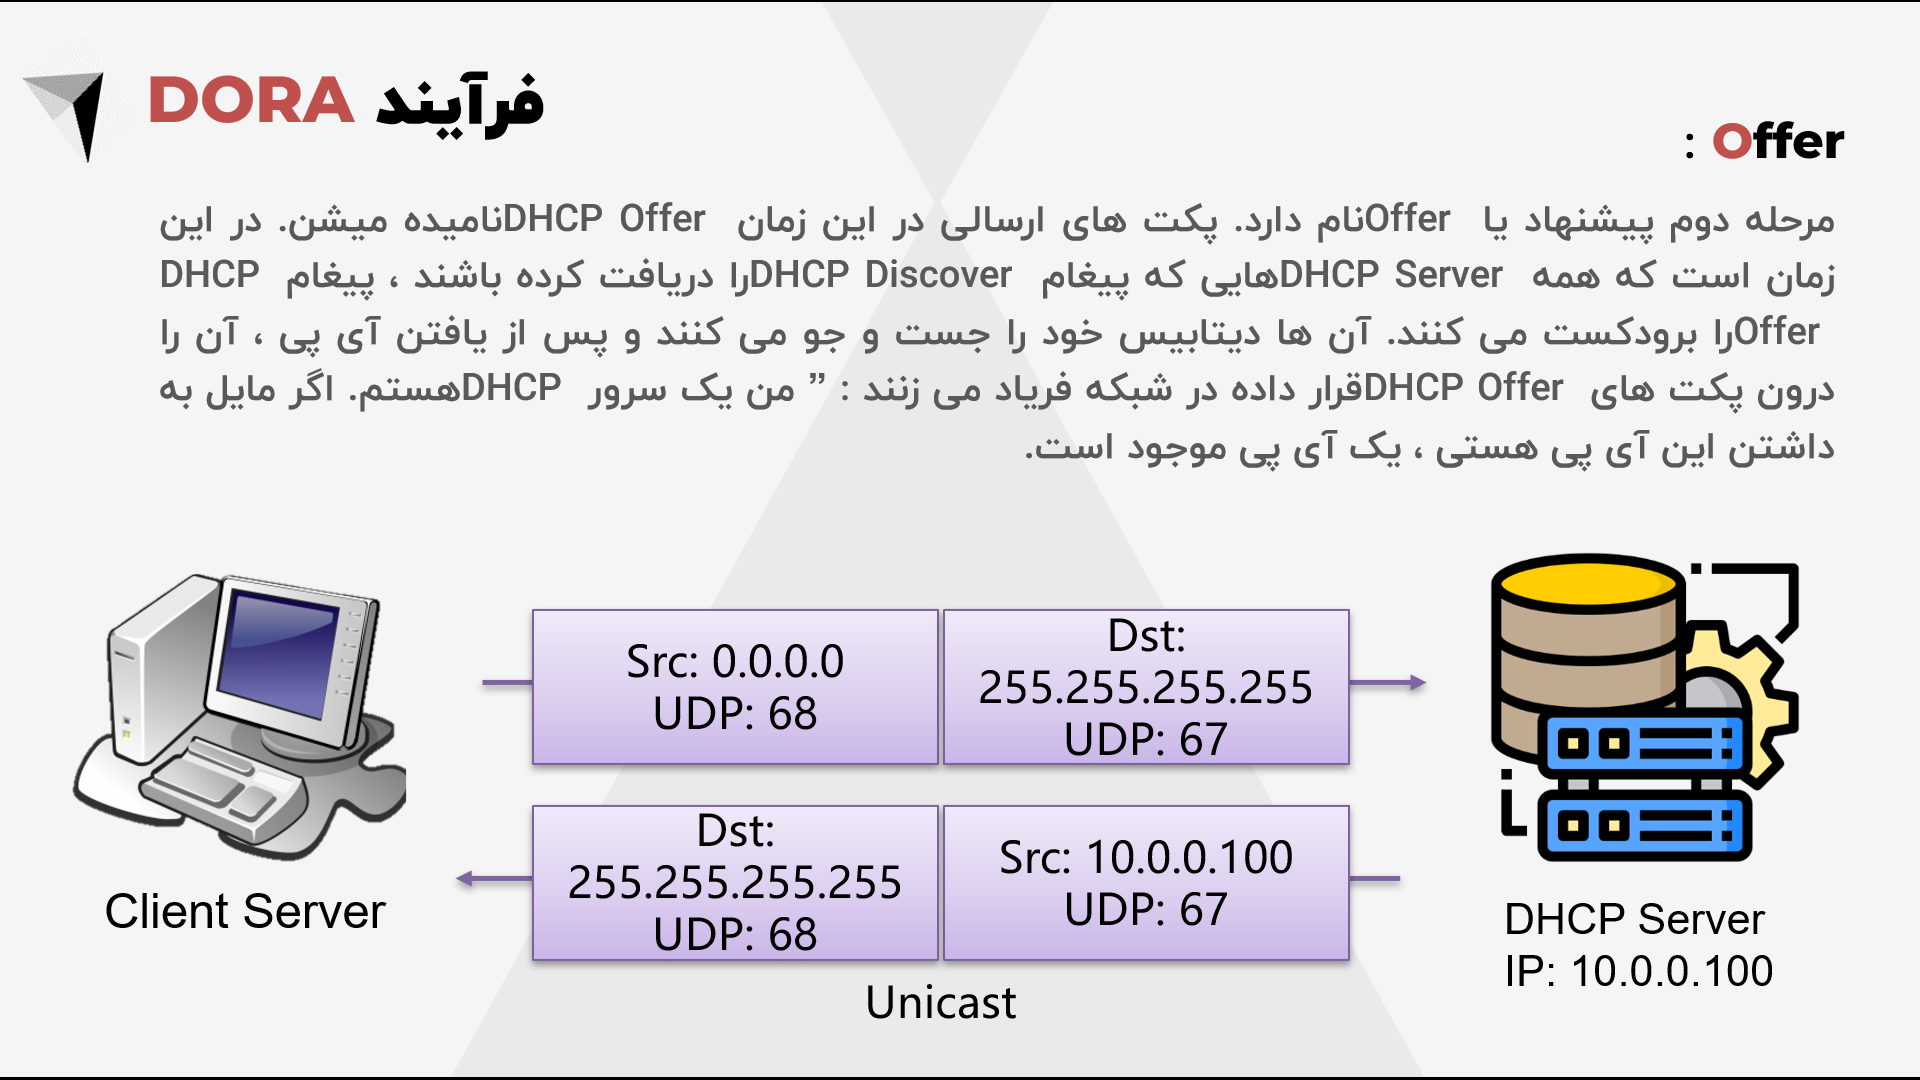 فرآیند DORA
Offer :
مرحله دوم پیشنهاد یا Offerنام دارد. پکت های ارسالی در این زمان DHCP Offerنامیده میشن. در این
زمان است که همه DHCP Serverهایی که پیغام DHCP Discoverرا دریافت کرده باشند ، پیغام DHCP
Offerرا برودکست می کنند. آن ها دیتابیس خود را جست و جو می کنند و پس از یافتن آی پی ، آن را
درون پکت های DHCP Offerقرار داده در شبکه فریاد می زنند : ” من یک سرور DHCPهستم. اگر مایل به
داشتن این آی پی هستی ، یک آی پی موجود است.
Src: 0.0.0.0
UDP: 68
Dst:
255.255.255.255
UDP: 67
Dst:
255.255.255.255
UDP: 68
Src: 10.0.0.100
UDP: 67
Client Server
DHCP Server
IP: 10.0.0.100
Unicast